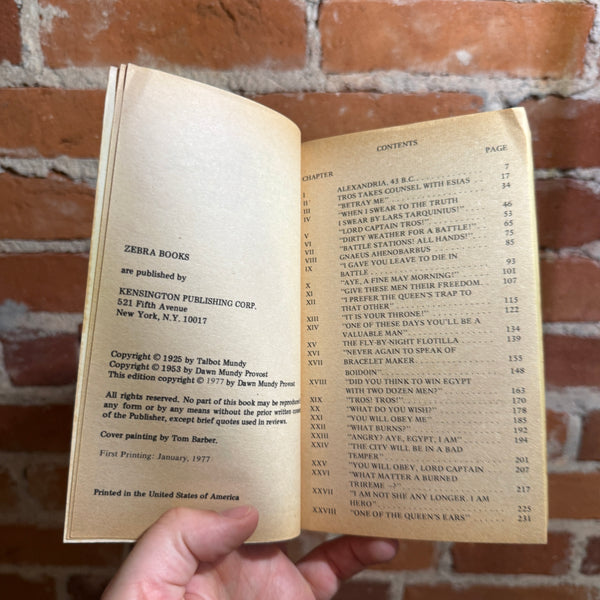 ZEBRA BOOKS
are published by
KENSINGTON PUBLISHING CORP.
521 Fifth Avenue
New York, N.Y. 10017
Copyright © 1925 by Talbot Mundy
Copyright © 1953 by Dawn Mundy Provost
This edition copyright © 1977 by Dawn Mundy Provost
All rights reserved. No part of this book may be reproduced
any form or by any means without the prior written
of the Publisher, except brief quotes used in reviews.
Cover painting by Tom Barber.
First Printing: January, 1977
Printed in the United States of America
CONTENTS
CHAPTER PAGE
I ALEXANDRIA, 43 B.C. 7
II TROS TAKES COUNSEL WITH ESIAS 17
III "BETRAY ME" 34
IV "WHEN I SWEAR TO THE TRUTH
I SWEAR BY LARS TARQUINIUS!" 46
V "LORD CAPTAIN TROS!" 53
VI "DIRTY WEATHER FOR A BATTLE!" 65
VII "BATTLE STATIONS! ALL HANDS!" 75
VIII GNAEUS AHENOBARBUS 85
IX "I GAVE YOU LEAVE TO DIE IN
BATTLE 93
X "AYE, A FINE MAY MORNING!" 101
XI "GIVE THESE MEN THEIR FREEDOM 107
XII "I PREFER THE QUEEN'S TRAP TO
THAT OTHER" 115
XIII "IT IS YOUR THRONE!" 122
XIV "ONE OF THESE DAYS YOU'LL BE A
VALUABLE MAN" 134
XV THE FLY-BY-NIGHT FLOTILLA 139
XVI "NEVER AGAIN TO SPEAK OF
XVII BRACELET MAKER 155
BOIDOIN" 148
XVIII "DID YOU THINK TO WIN EGYPT
WITH TWO DOZEN MEN?" 163
XIX "TROS! TROS!" 170
XX "WHAT DO YOU WISH?" 178
XXI "YOU WILL OBEY ME" 185
XXII "WHAT BURNS?" 192
XXIII "ANGRY? AYE, EGYPT, I AM" 194
XXIV "THE CITY WILL BE IN A BAD
TEMPER" 201
XXV "YOU WILL OBEY, LORD CAPTAIN 207
XXVI "WHAT MATTER A BURNED
TRIREME –?" 217
XXVII "I AM NOT SHE ANY LONGER. I AM
HERO" 225
XXVIII "ONE OF THE QUEEN'S EARS" 231